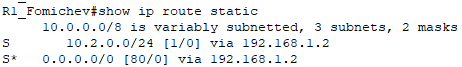 R1_Fomichev#show ip route static
     10.0.0.0/8 is variably subnetted, 3 subnets, 2 masks
S       10.2.0.0/24 [1/0] via 192.168.1.2
S*   0.0.0.0/0 [80/0] via 192.168.1.2